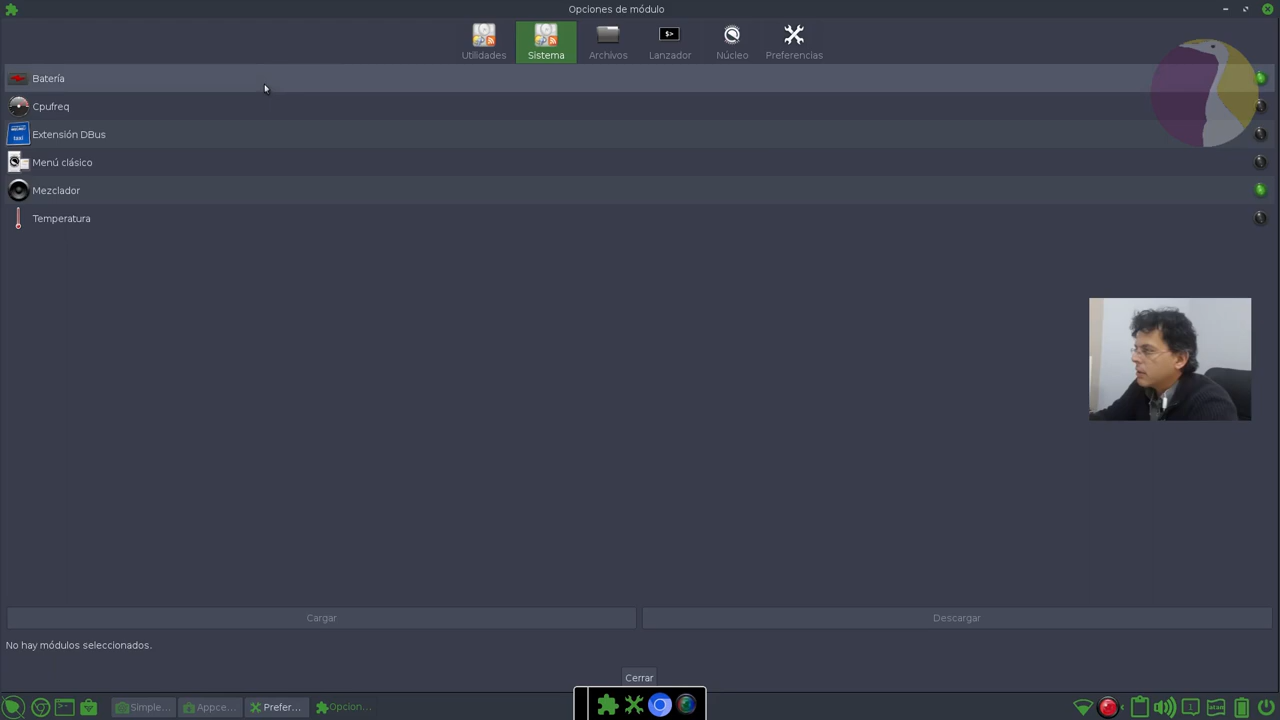 Opciones de módulo
Utilidades
Sistema
Archivos
$>
Lanzador
Núcleo
Preferencias
Batería
Cpufreq
Extensión DBus
taxi
Menú clásico
Mezclador
Temperatura
Cargar
Descargar
No hay módulos seleccionados.
Cerrar
Simple...
Appce...
Prefer...
Opcion...